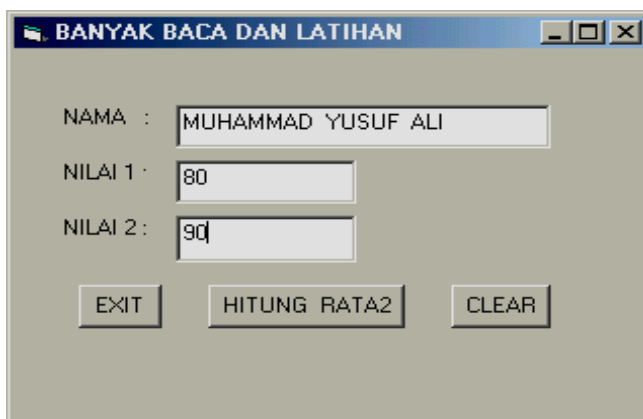 BANYAK BACA DAN LATIHAN
NAMA : MUHAMMAD YUSUF ALI
NILAI 1 : 80
NILAI 2 : 90
EXIT HITUNG RATA2 CLEAR